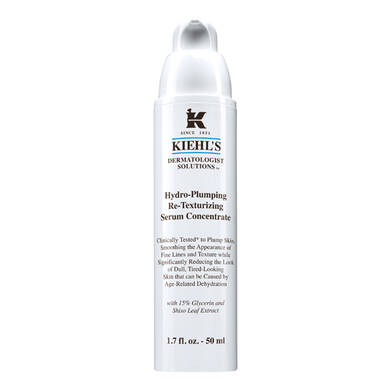 K
SINCE 1851
KIEHL'S
DERMATOLOGIST
SOLUTIONS™
Hydro-Plumping
Re-Texturizing
Serum Concentrate
Clinically Tested* to Plump Skin,
Smoothing the Appearance of
Fine Lines and Texture while
Significantly Reducing the Look
of Dull, Tired-Looking
Skin that can be Caused by
Age-Related Dehydration
with 15% Glycerin and
Shiso Leaf Extract
1.7 fl. oz. - 50 ml